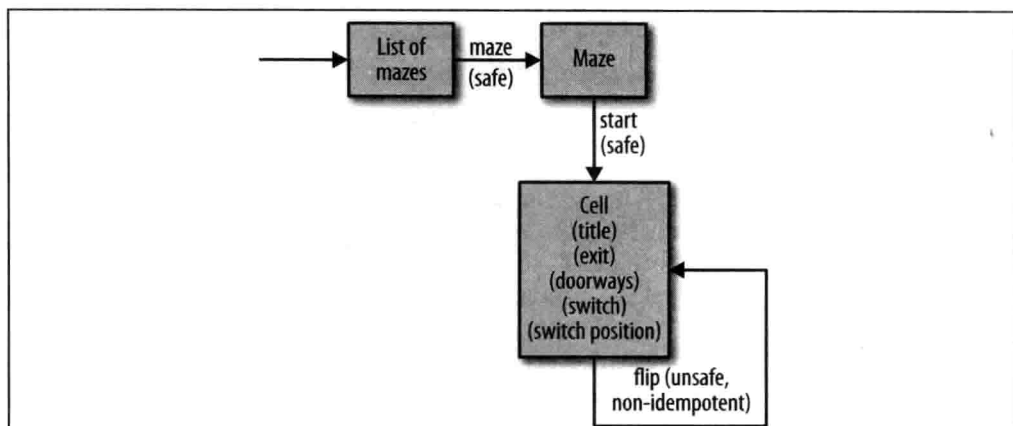 List of
mazes
maze
(safe)
Maze
start
(safe)
Cell
(title)
(exit)
(doorways)
(switch)
(switch position)
flip (unsafe,
non-idempotent)